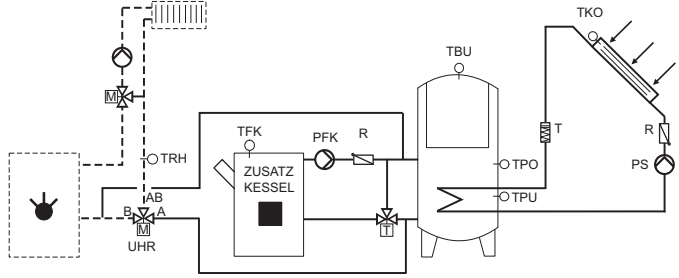 TKO
TBU
M
TFK
PFK
R
T
R
TRH
ZUSATZ
KESSEL
TPO
PS
TPU
AB
B
A
M
T
UHR